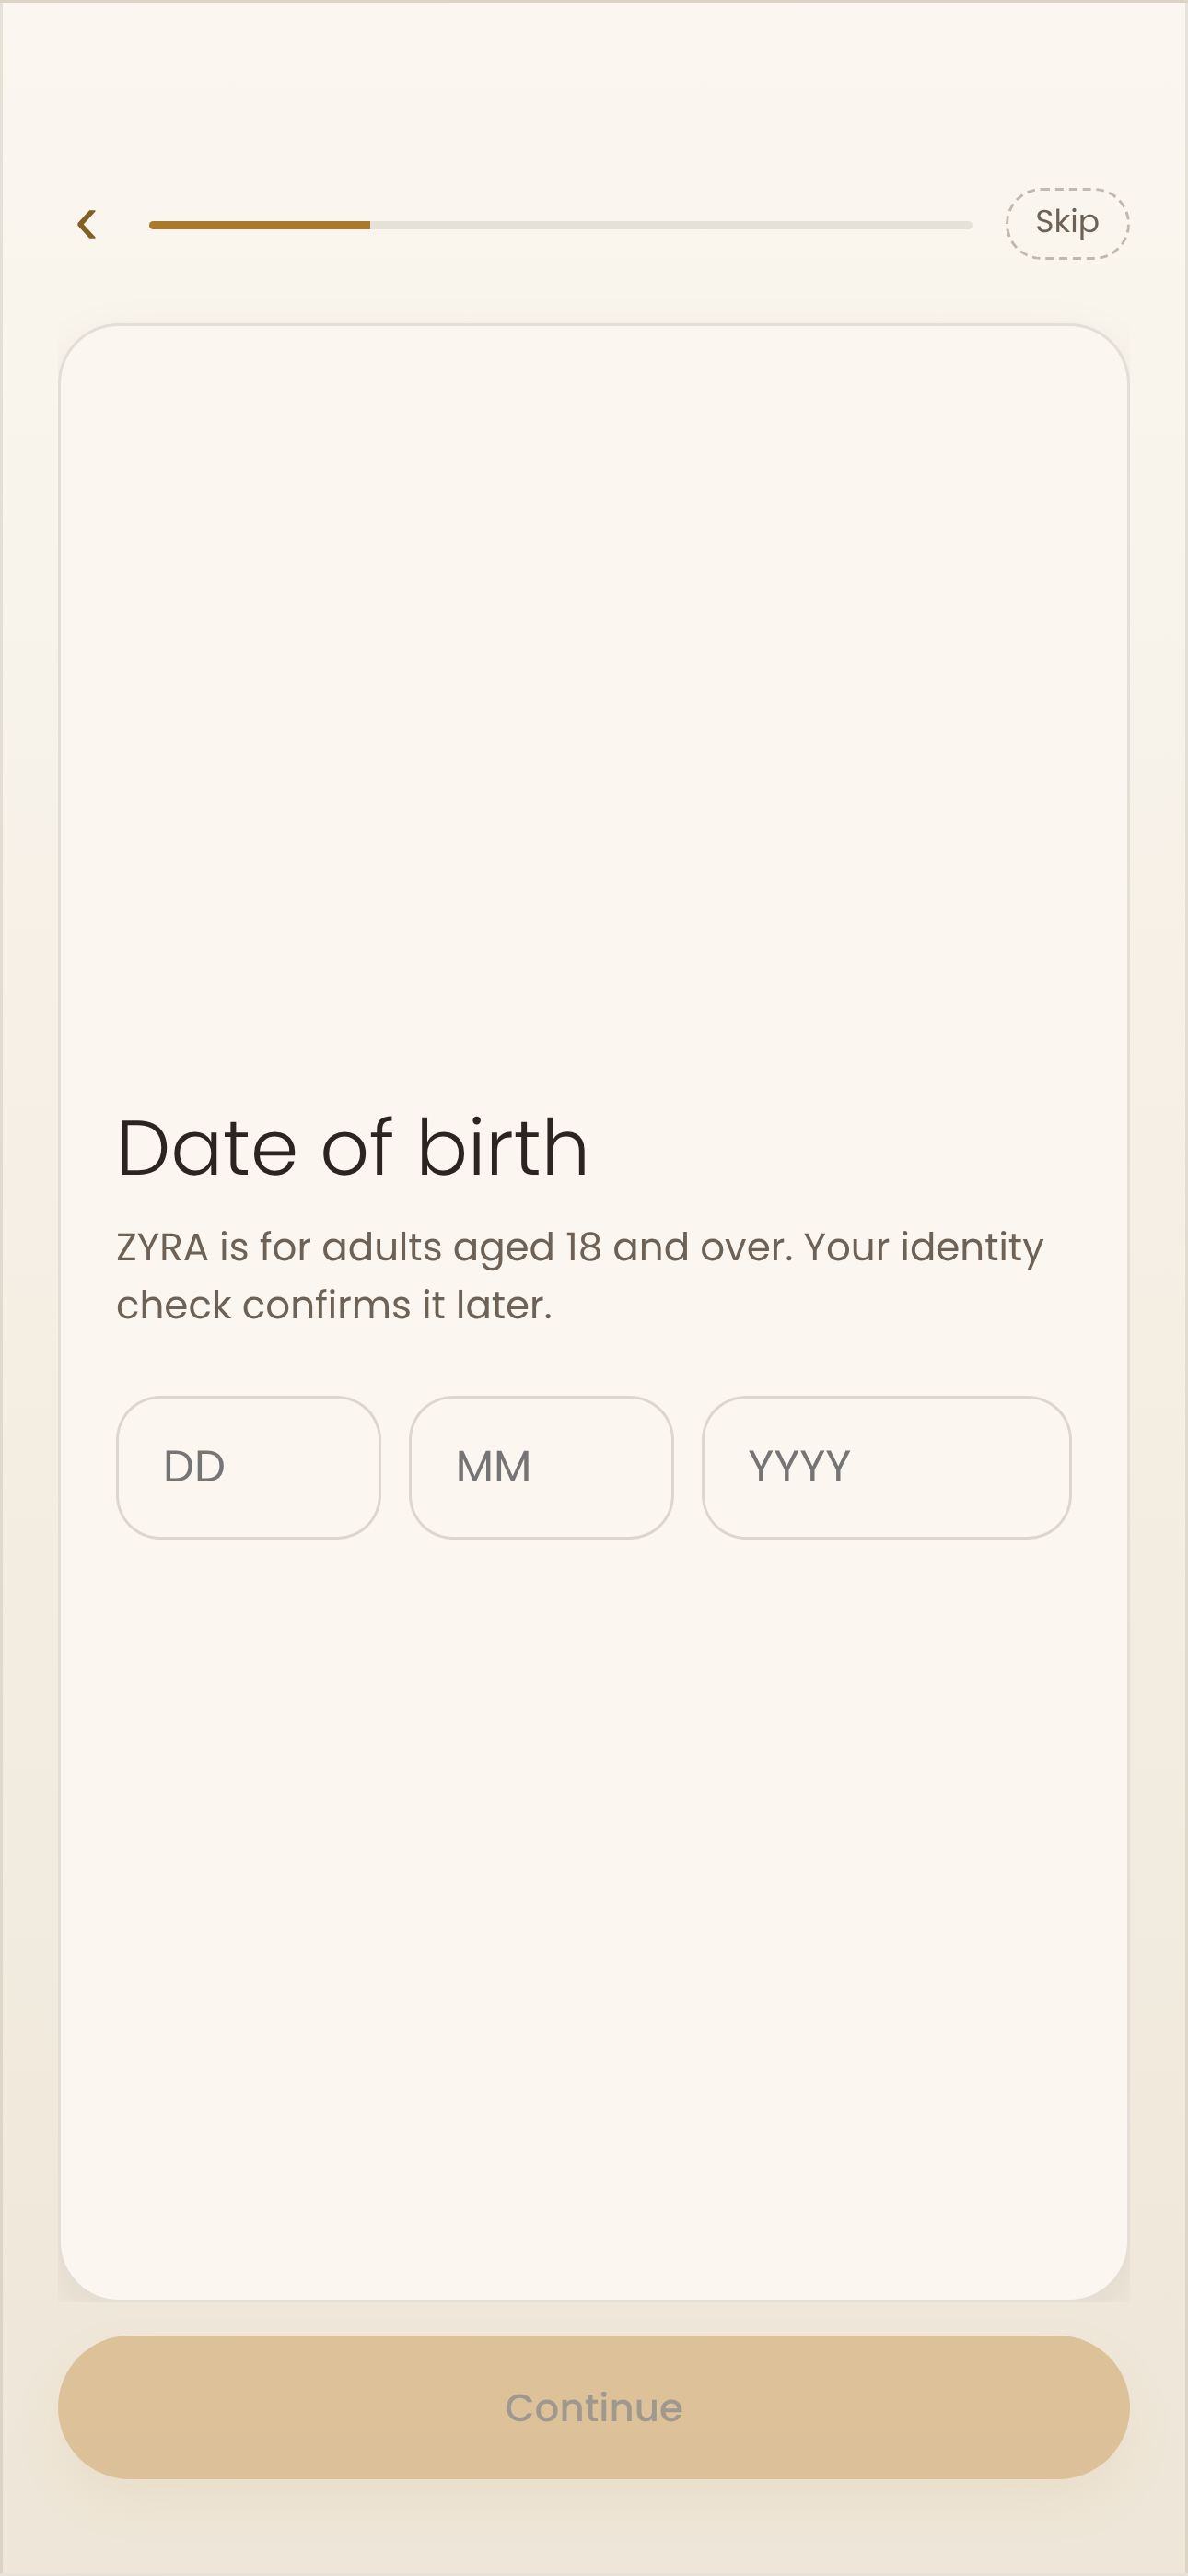 Skip
Date of birth
ZYRA is for adults aged 18 and over. Your identity
check confirms it later.
DD
MM
YYYY
Continue